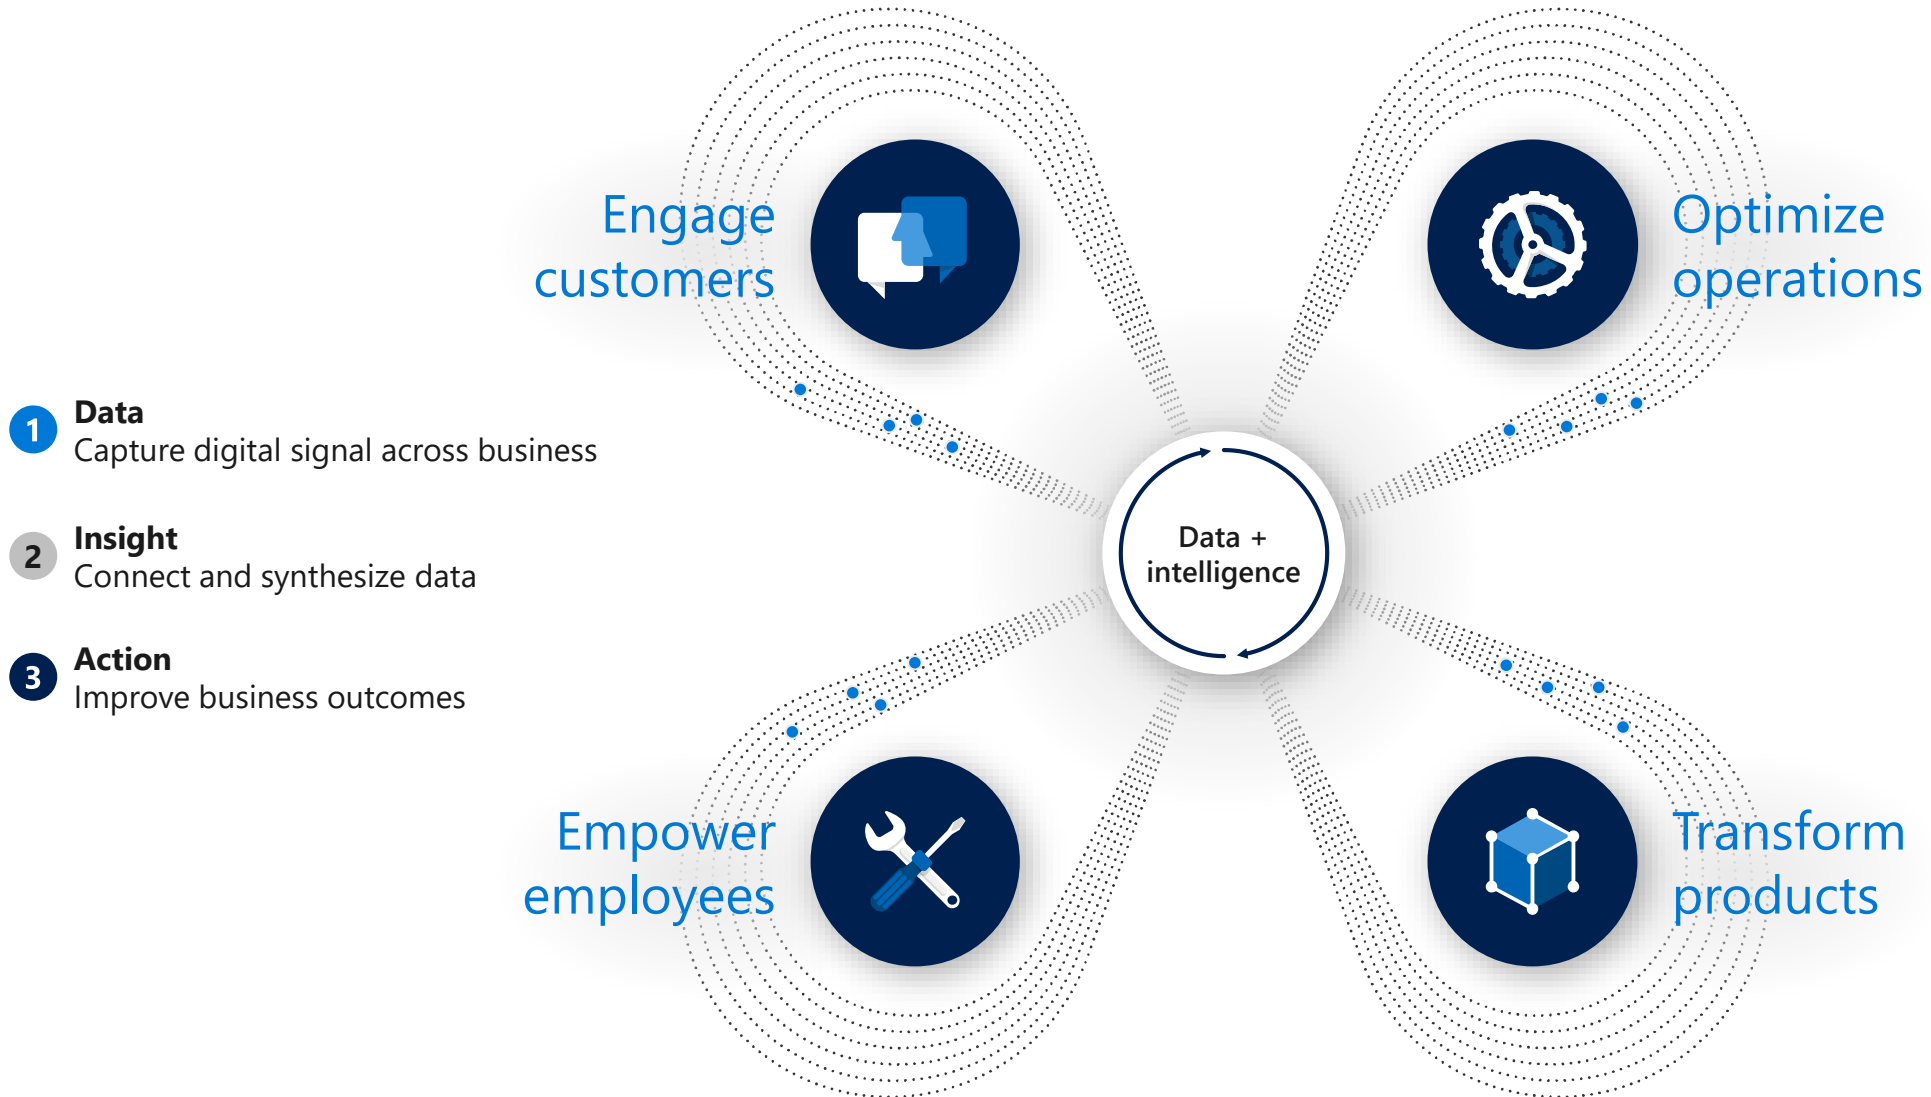 Engage
customers
Optimize
operations
1
Data
Capture digital signal across business
2
Insight
Connect and synthesize data
3
Action
Improve business outcomes
Data +
intelligence
Empower
employees
Transform
products